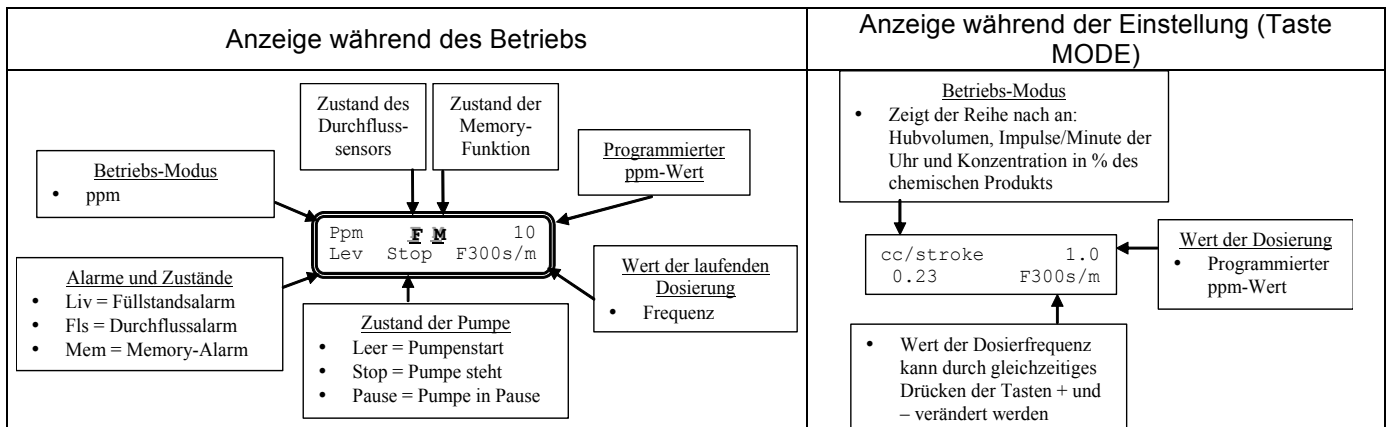 Anzeige während des Betriebs
Anzeige während der Einstellung (Taste
MODE)
Zustand des
Durchfluss-
sensors
Zustand der
Memory-
Funktion
Programmierter
ppm-Wert
Betriebs-Modus
• ppm
Ppm F M 10
Lev Stop F300s/m
Alarme und Zustände
• Liv = Füllstandsalarm
• Fls = Durchflussalarm
• Mem = Memory-Alarm
Zustand der Pumpe
• Leer = Pumpenstart
• Stop = Pumpe steht
• Pause = Pumpe in Pause
Wert der laufenden
Dosierung
• Frequenz
Betriebs-Modus
• Zeigt der Reihe nach an:
Hubvolumen, Impulse/Minute der
Uhr und Konzentration in % des
chemischen Produkts
cc/stroke 1.0
0.23 F300s/m
Wert der Dosierung
• Programmierter
ppm-Wert
• Wert der Dosierfrequenz
kann durch gleichzeitiges
Drücken der Tasten + und
– verändert werden